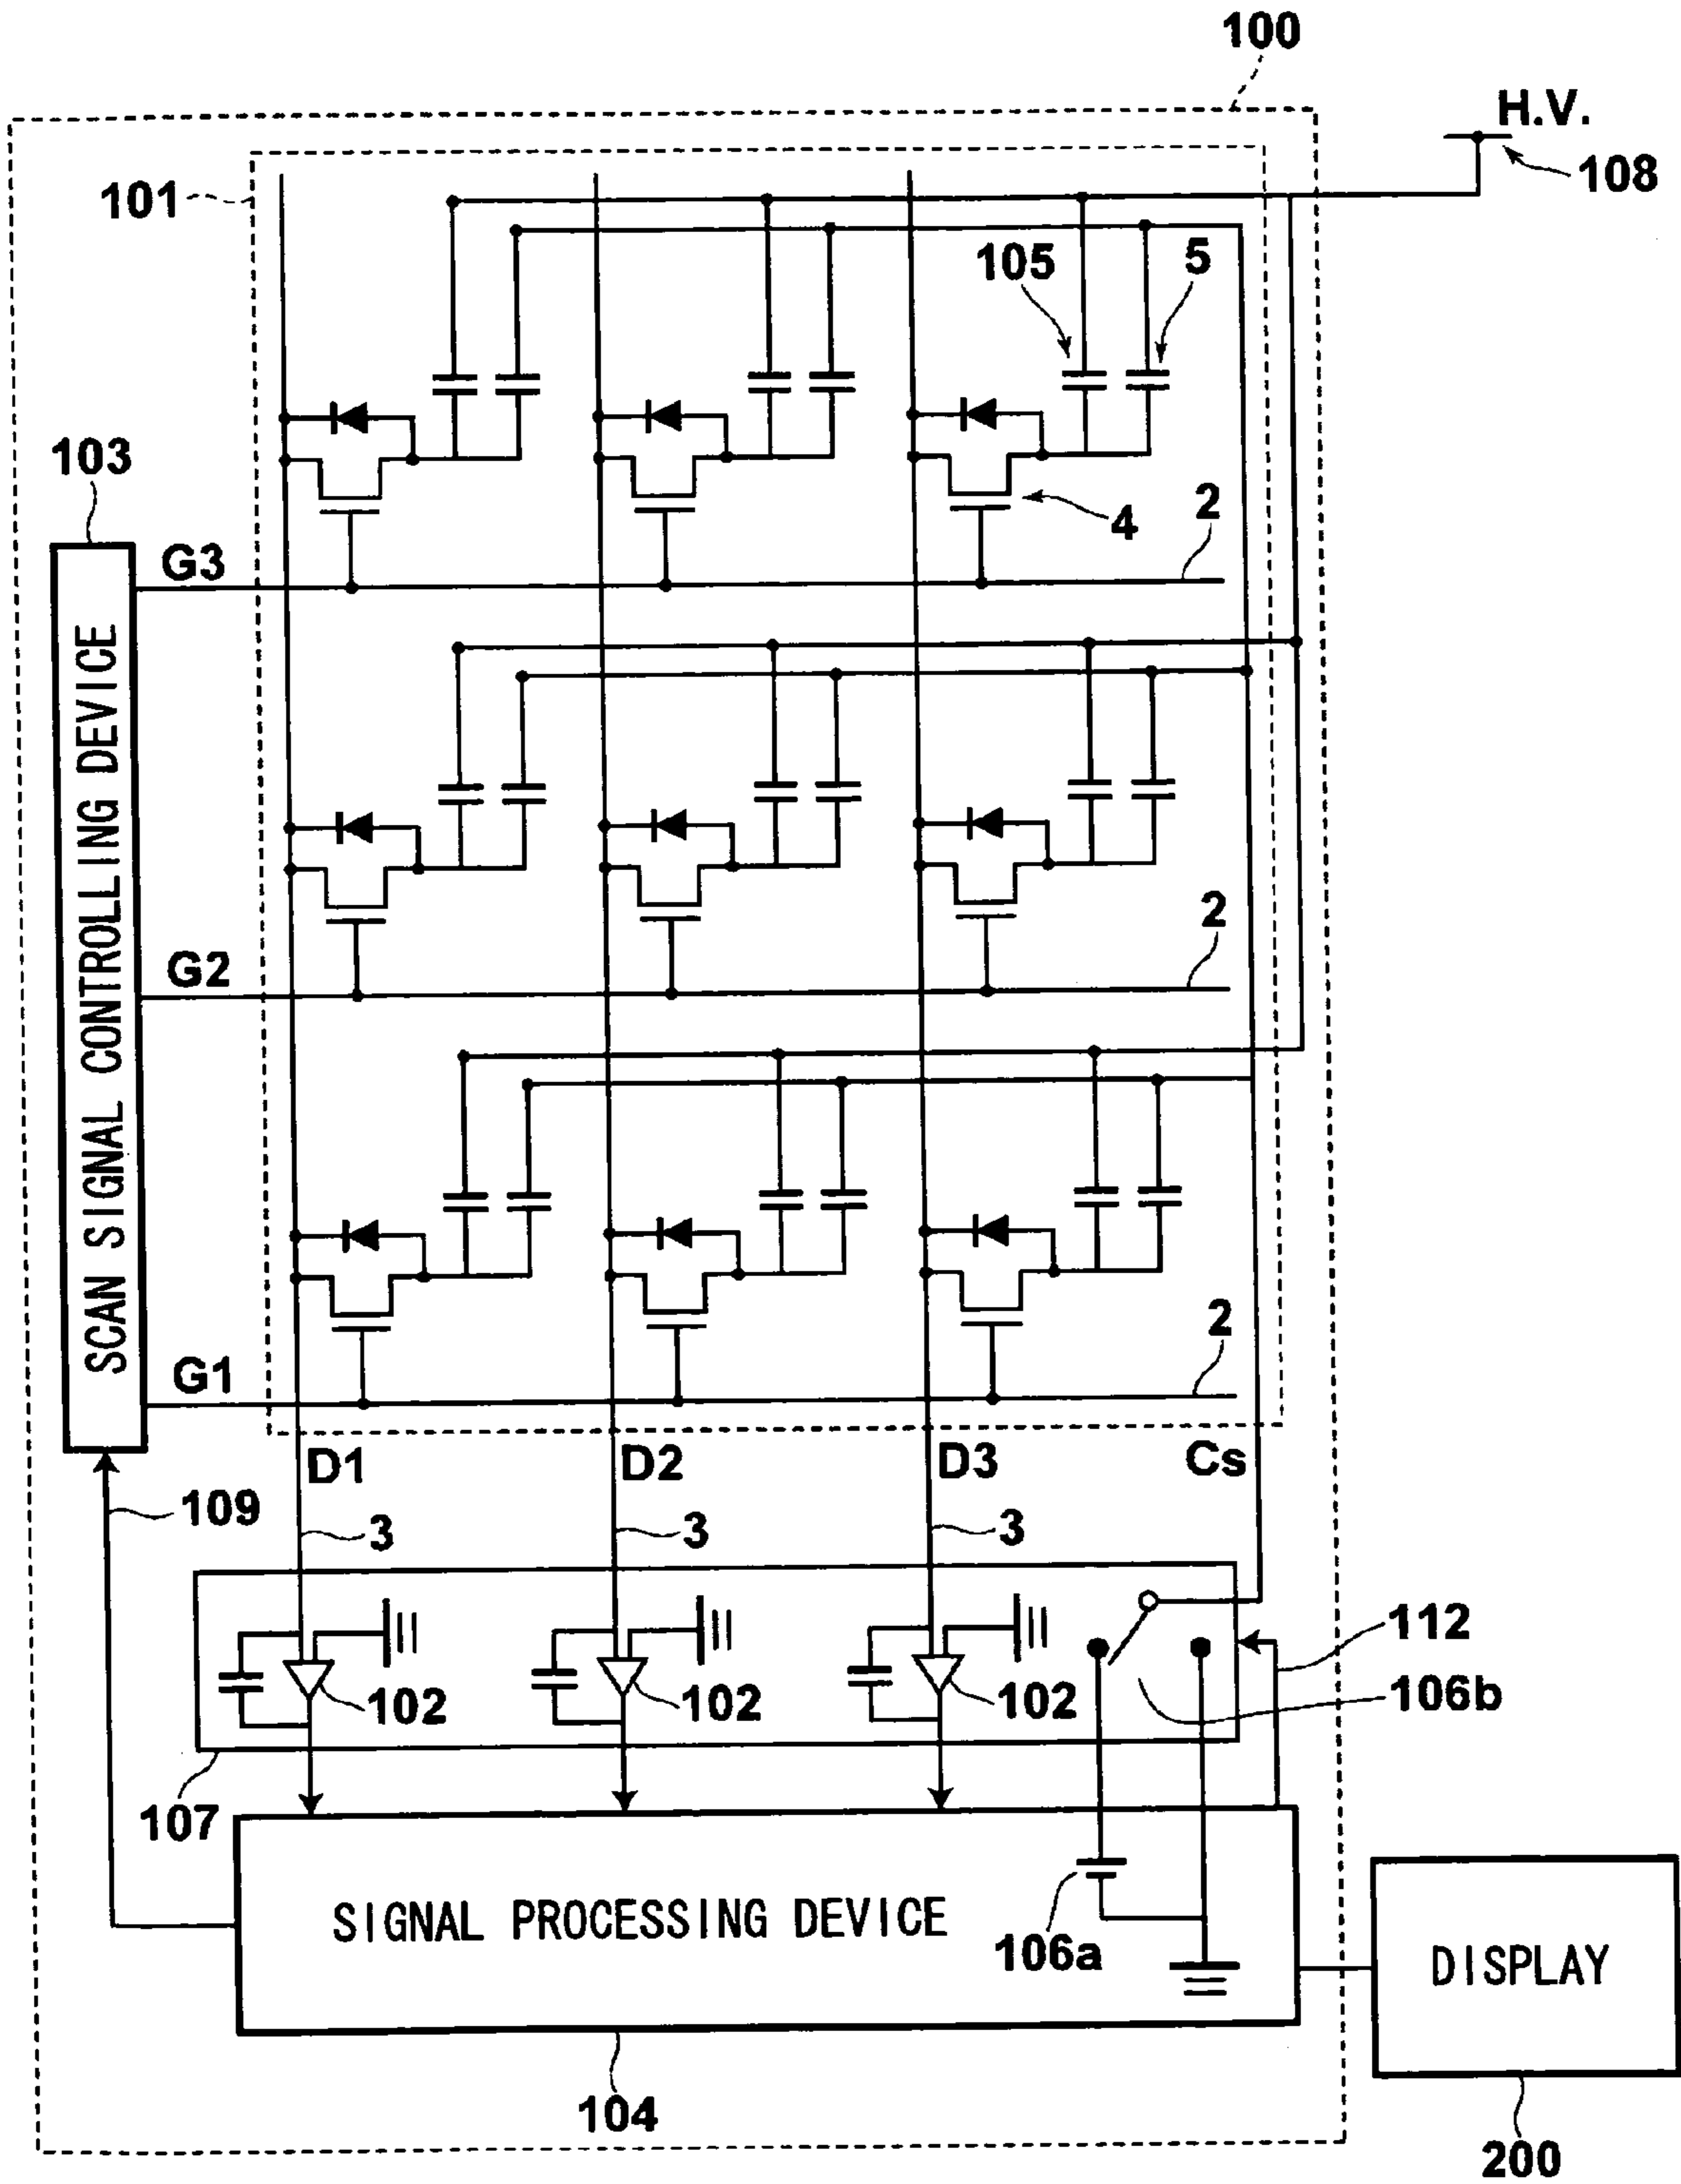 100
H.V.
108
101
105
5
103
4
2
G3
SCAN SIGNAL CONTROLLING DEVICE
2
G2
2
G1
D1
D2
D3
Cs
109
3
3
3
112
102
102
102
106b
107
SIGNAL PROCESSING DEVICE
106a
DISPLAY
104
200